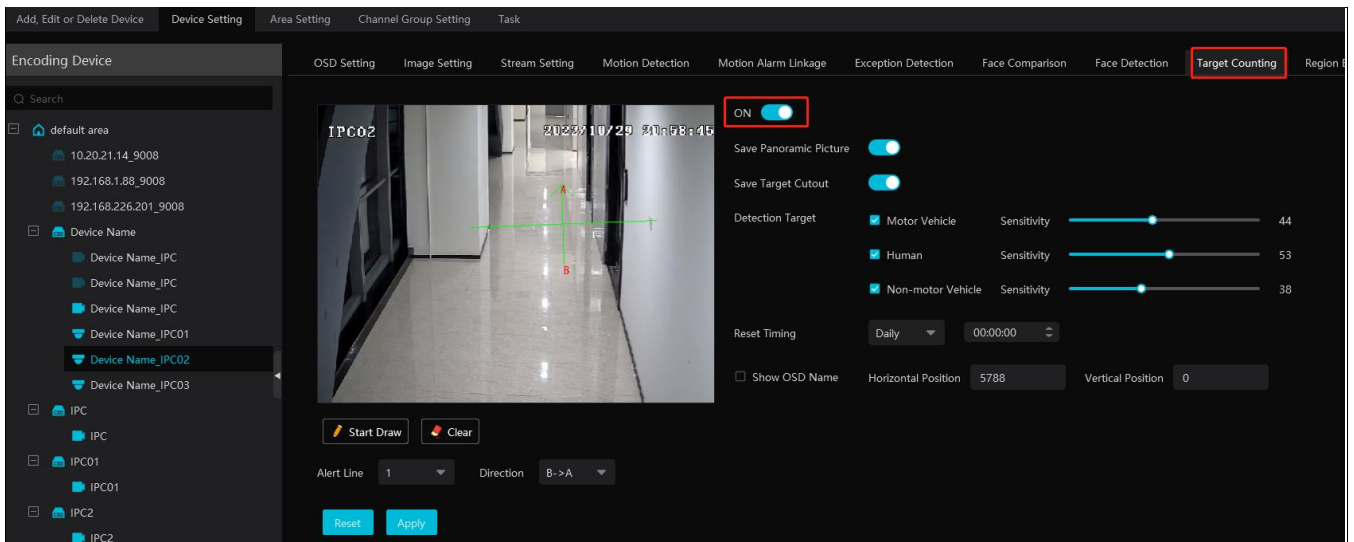 Add, Edit or Delete Device Device Setting Area Setting Channel Group Setting Task
Encoding Device
Search
default area
10.20.21.14_9008
192.168.1.88_9008
192.168.226.201_9008
Device Name
Device Name_IPC
Device Name_IPC
Device Name_IPC
Device Name_IPC01
Device Name_IPC02
Device Name_IPC03
IPC
IPC
IPC01
IPC01
IPC2
IPC2
OSD Setting Image Setting Stream Setting Motion Detection Motion Alarm Linkage Exception Detection Face Comparison Face Detection Target Counting Region
IPC02 2022/10/29 :58:45
A
B
Start Draw Clear
Alert Line 1 Direction B->A
Reset Apply
ON
Save Panoramic Picture
Save Target Cutout
Detection Target Motor Vehicle Sensitivity 44
Human Sensitivity 53
Non-motor Vehicle Sensitivity 38
Reset Timing Daily 00:00:00
Show OSD Name Horizontal Position 5788 Vertical Position 0